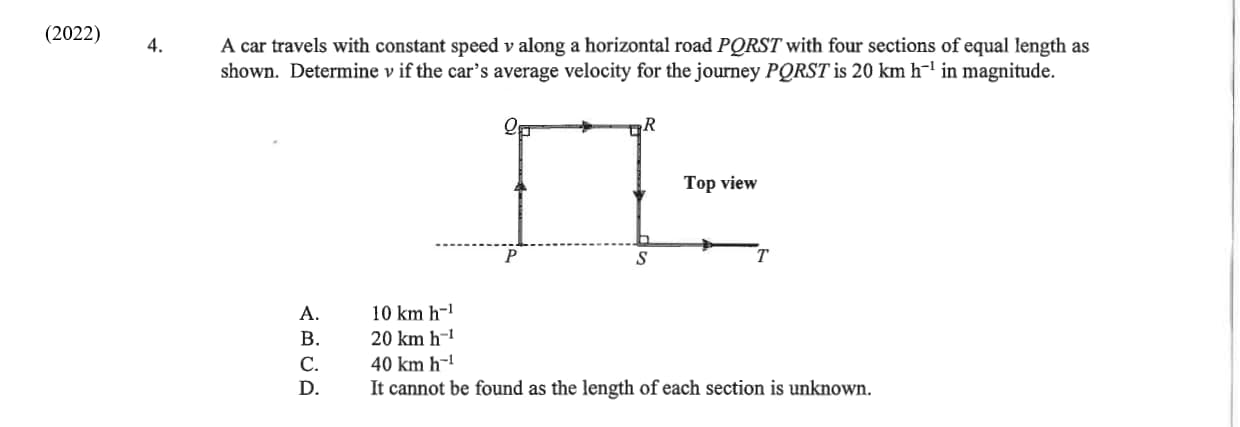 (2022)
4. A car travels with constant speed v along a horizontal road PQRST with four sections of equal length as
shown. Determine v if the car's average velocity for the journey PQRST is 20 km h⁻¹ in magnitude.
Q R
Top view
P S T
A. 10 km h⁻¹
B. 20 km h⁻¹
C. 40 km h⁻¹
D. It cannot be found as the length of each section is unknown.